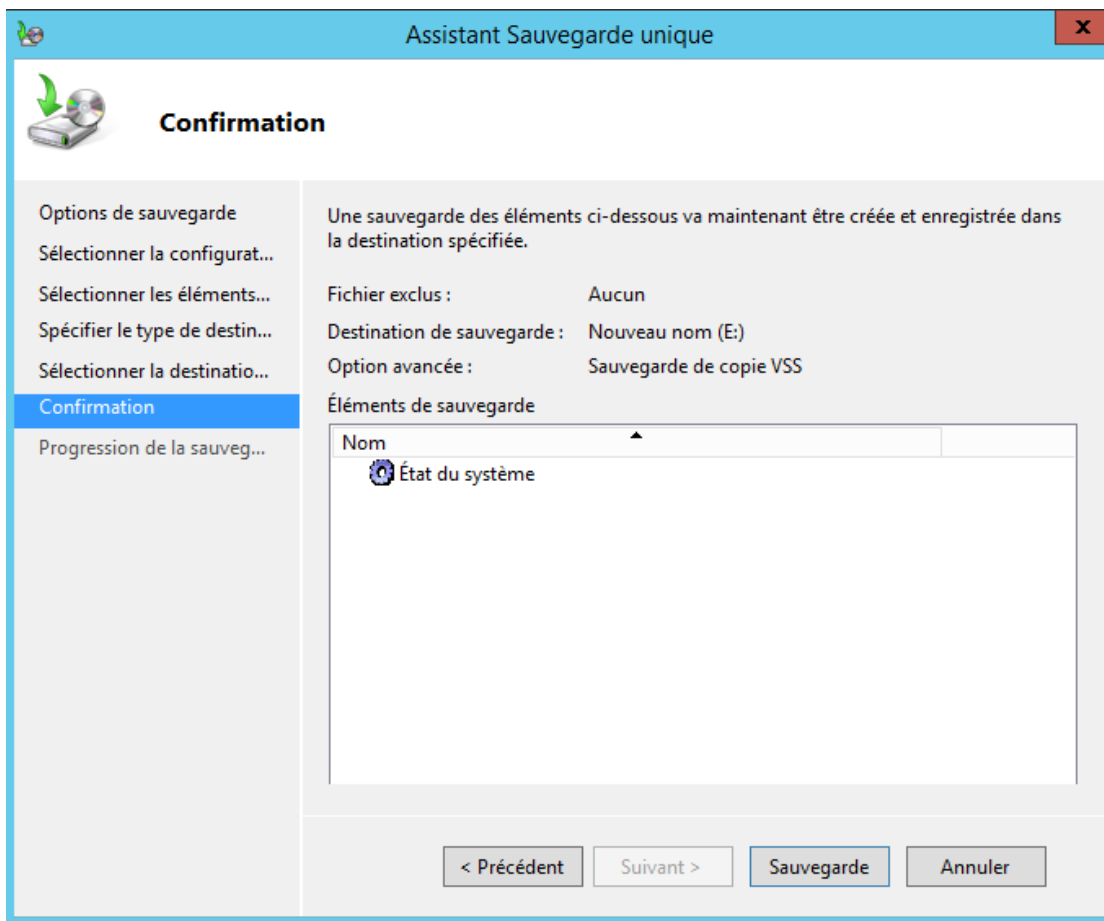 Assistant Sauvegarde unique
x
Confirmation
Options de sauvegarde
Sélectionner la configurat...
Sélectionner les éléments...
Spécifier le type de destin...
Sélectionner la destinatio...
Confirmation
Progression de la sauveg...
Une sauvegarde des éléments ci-dessous va maintenant être créée et enregistrée dans
la destination spécifiée.
Fichier exclus : Aucun
Destination de sauvegarde : Nouveau nom (E:)
Option avancée : Sauvegarde de copie VSS
Éléments de sauvegarde
Nom
État du système
< Précédent Suivant > Sauvegarde Annuler